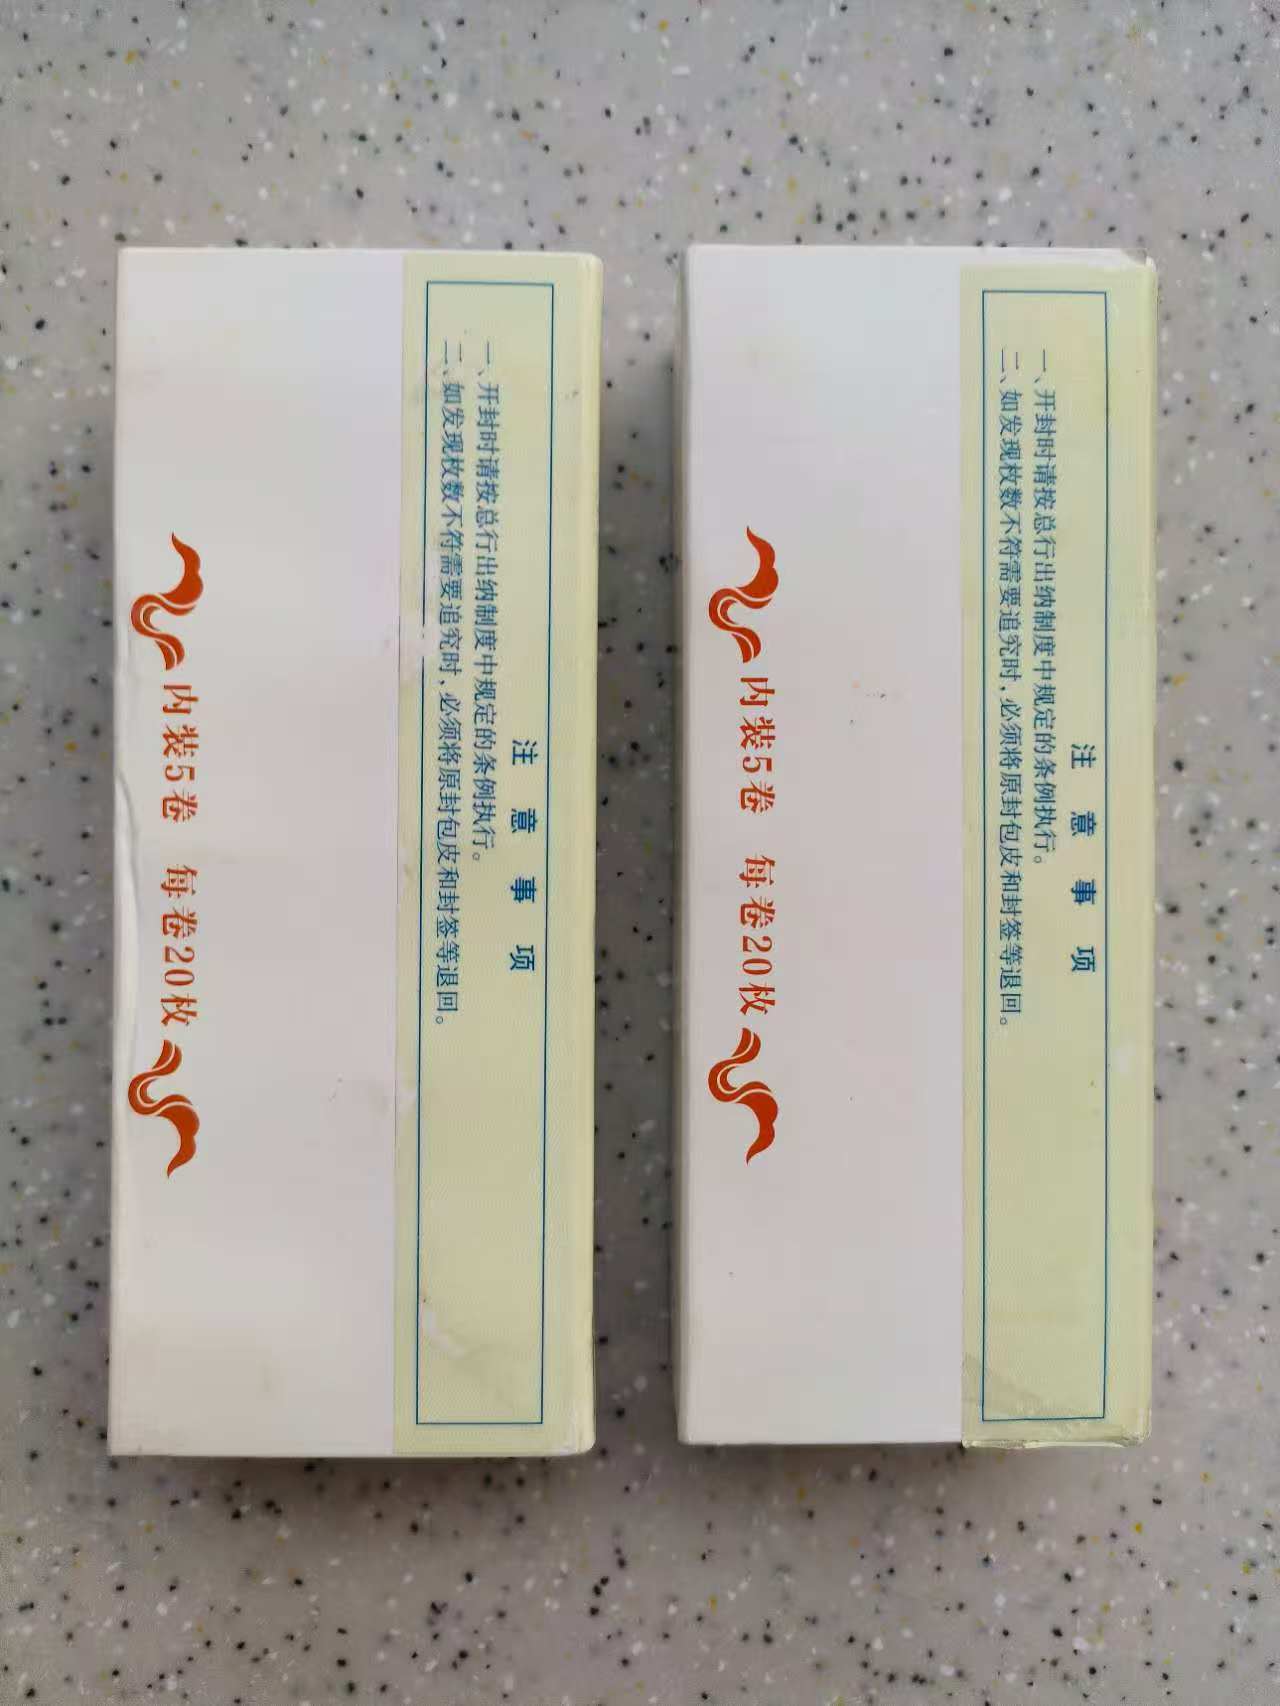 注意事项
一、开封时请按总行出纳制度中规定的条例执行。
二、如发现枚数不符需要追究时，必须将原封包皮和封签等退回。
内装5卷 每卷20枚
注意事项
一、开封时请按总行出纳制度中规定的条例执行。
二、如发现枚数不符需要追究时，必须将原封包皮和封签等退回。
内装5卷 每卷20枚